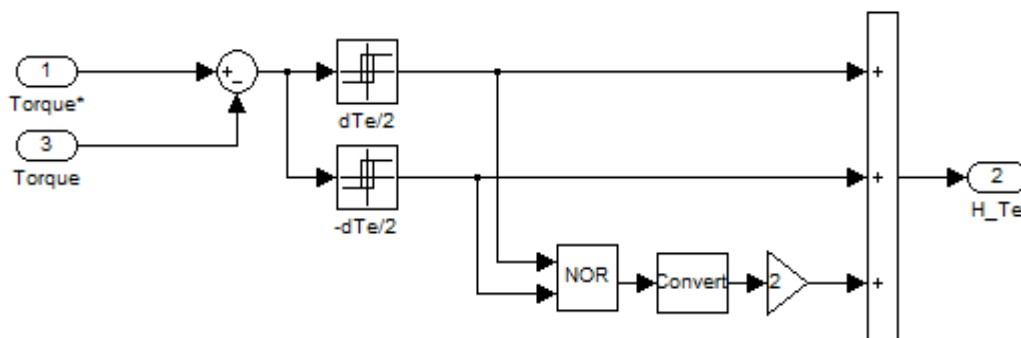 1
Torque*
3
Torque
+
-
dTe/2
-dTe/2
NOR
Convert
2
+
+
+
2
H_Te